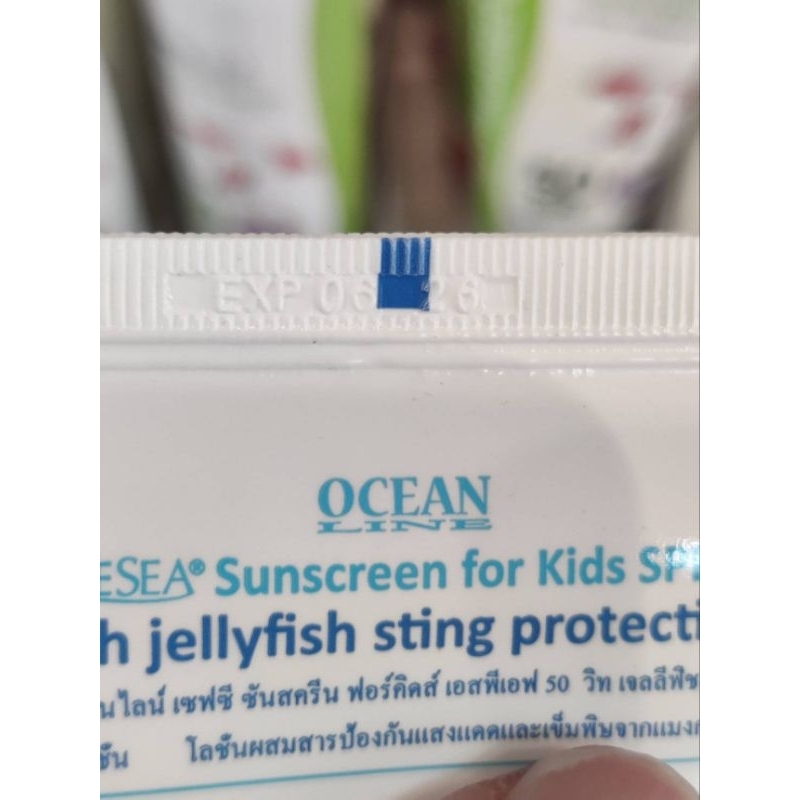 EXP 06 26
OCEAN
LINE
ESEA® Sunscreen for Kids SP
h jellyfish sting protecti
นไลน์ เซฟซี ซันสครีน ฟอร์คิดส์ เอสพีเอฟ 50 วิท เจลลีฟิช
ชั่น โลชั่นผสมสารป้องกันแสงแดดและเข็มพิษจากแมงก